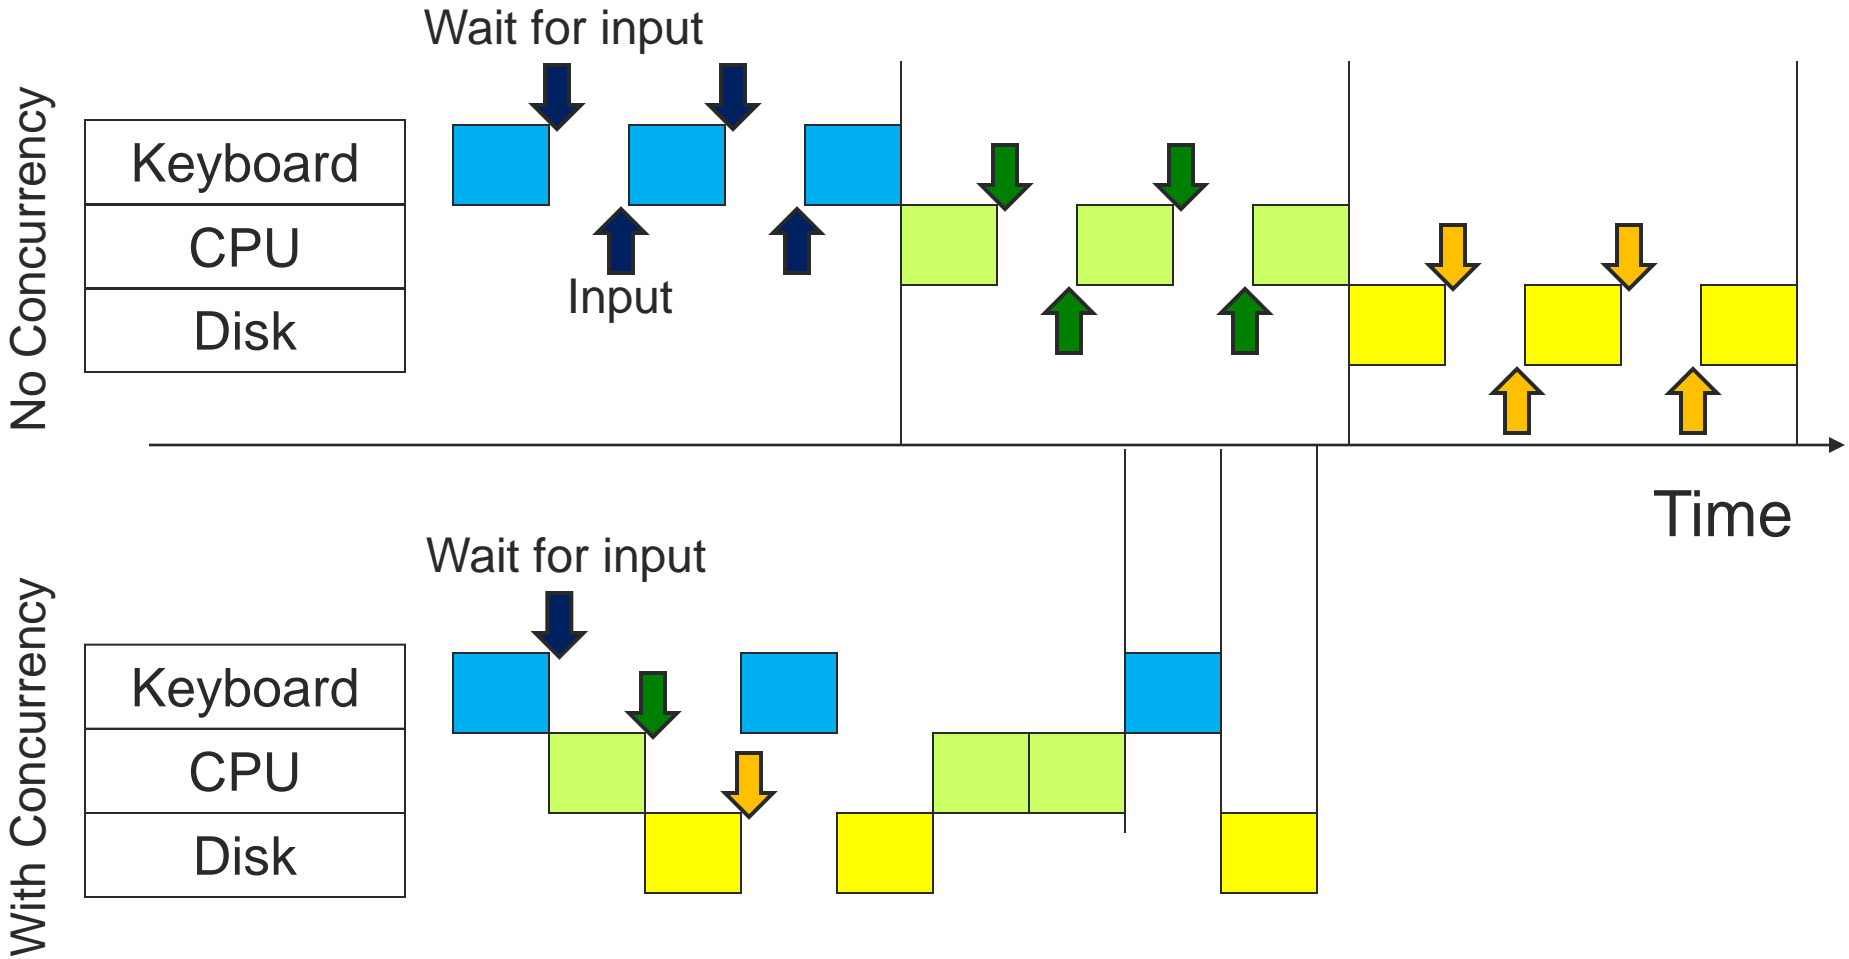 Wait for input
No Concurrency
Keyboard
CPU
Disk
Input
Time
Wait for input
With Concurrency
Keyboard
CPU
Disk